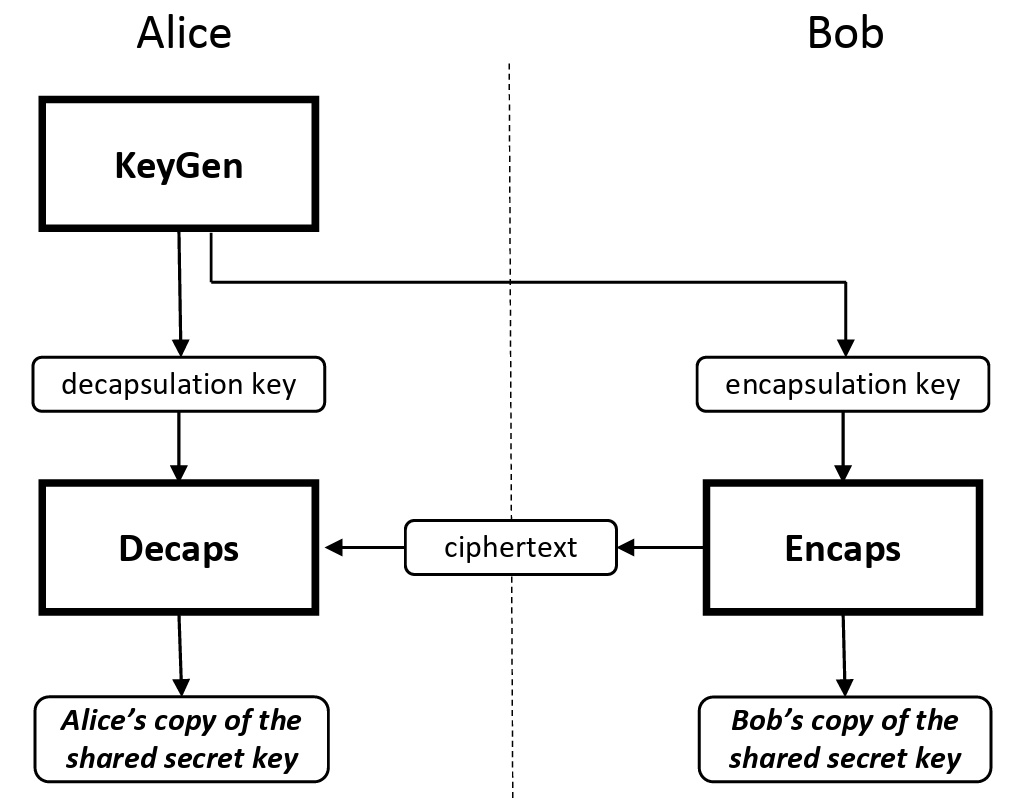 Alice
Bob
KeyGen
decapsulation key
encapsulation key
Decaps
ciphertext
Encaps
Alice’s copy of the
shared secret key
Bob’s copy of the
shared secret key